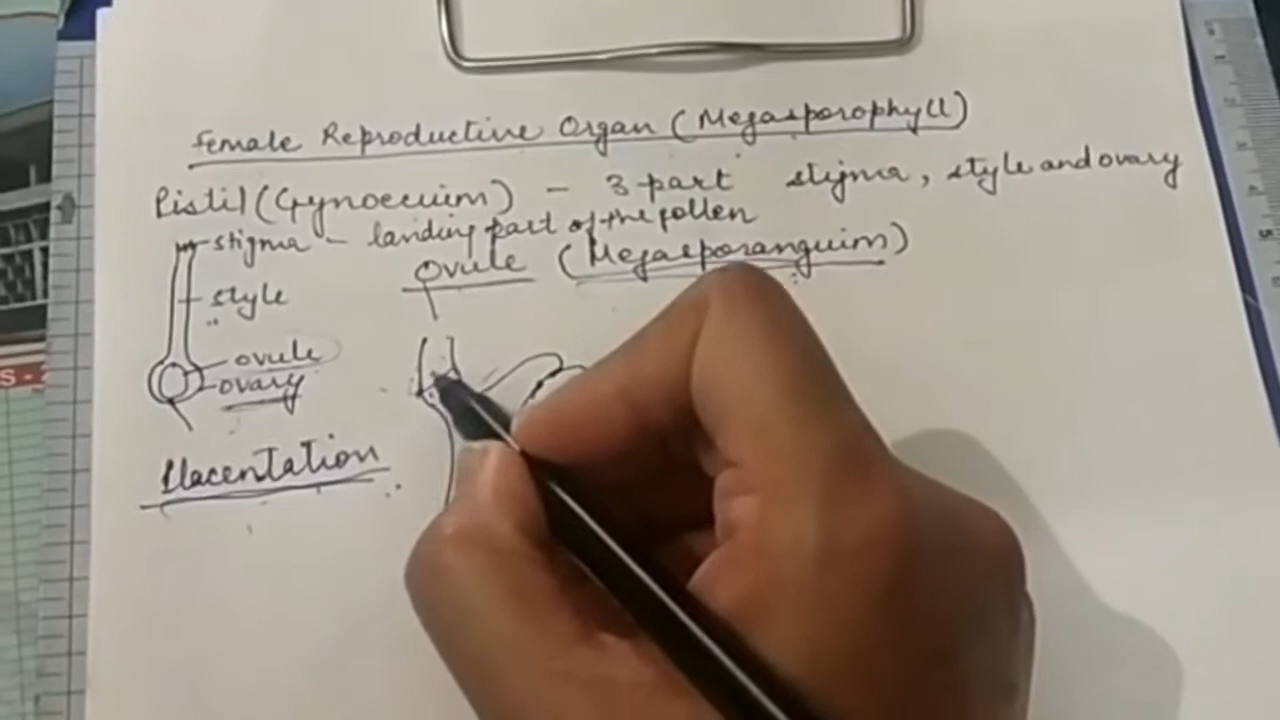 Female Reproductive Organ (Megasporophyll)
Pistil (Gynoecium) - 3 part stigma, style and ovary
stigma - landing part of the pollen
Ovule (Megasporanguim)
style
ovule
ovary
Placentation
S-